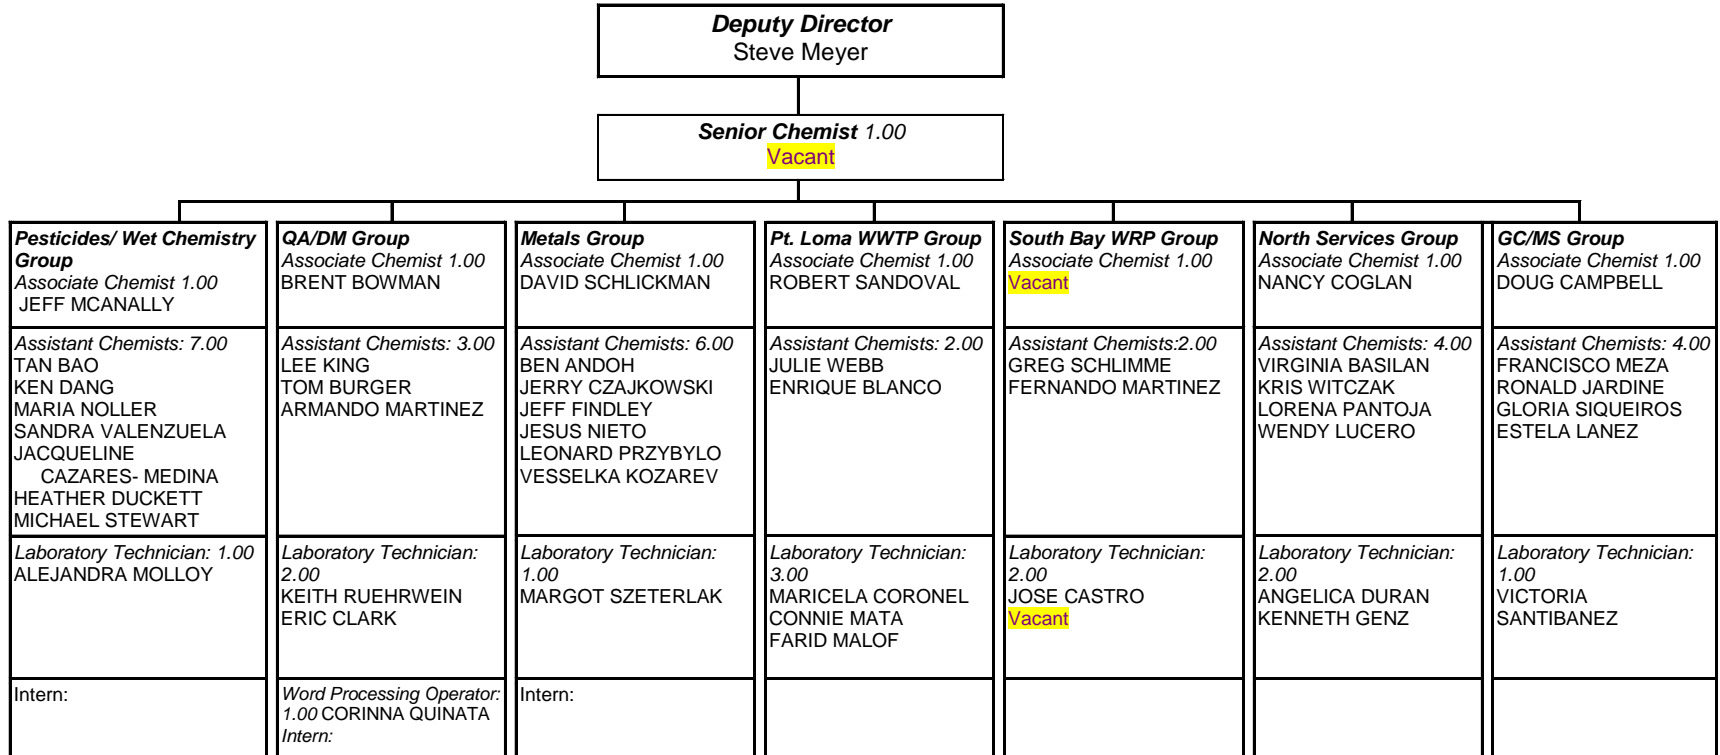 Deputy Director
Steve Meyer
Senior Chemist 1.00
Vacant
Pesticides/ Wet Chemistry
Group
Associate Chemist 1.00
JEFF MCANALLY
Assistant Chemists: 7.00
TAN BAO
KEN DANG
MARIA NOLLER
SANDRA VALENZUELA
JACQUELINE
CAZARES- MEDINA
HEATHER DUCKETT
MICHAEL STEWART
Laboratory Technician: 1.00
ALEJANDRA MOLLOY
Intern:
QA/DM Group
Associate Chemist 1.00
BRENT BOWMAN
Assistant Chemists: 3.00
LEE KING
TOM BURGER
ARMANDO MARTINEZ
Laboratory Technician:
2.00
KEITH RUEHRWEIN
ERIC CLARK
Word Processing Operator:
1.00 CORINNA QUINATA
Intern:
Metals Group
Associate Chemist 1.00
DAVID SCHLICKMAN
Assistant Chemists: 6.00
BEN ANDOH
JERRY CZAJKOWSKI
JEFF FINDLEY
JESUS NIETO
LEONARD PRZYBYLO
VESSELKA KOZAREV
Laboratory Technician:
1.00
MARGOT SZETERLAK
Intern:
Pt. Loma WWTP Group
Associate Chemist 1.00
ROBERT SANDOVAL
Assistant Chemists: 2.00
JULIE WEBB
ENRIQUE BLANCO
Laboratory Technician:
3.00
MARICELA CORONEL
CONNIE MATA
FARID MALOF
South Bay WRP Group
Associate Chemist 1.00
Vacant
Assistant Chemists:2.00
GREG SCHLIMME
FERNANDO MARTINEZ
Laboratory Technician:
2.00
JOSE CASTRO
Vacant
North Services Group
Associate Chemist 1.00
NANCY COGLAN
Assistant Chemists: 4.00
VIRGINIA BASILAN
KRIS WITCZAK
LORENA PANTOJA
WENDY LUCERO
Laboratory Technician:
2.00
ANGELICA DURAN
KENNETH GENZ
GC/MS Group
Associate Chemist 1.00
DOUG CAMPBELL
Assistant Chemists: 4.00
FRANCISCO MEZA
RONALD JARDINE
GLORIA SIQUEIROS
ESTELA LANEZ
Laboratory Technician:
1.00
VICTORIA
SANTIBANEZ